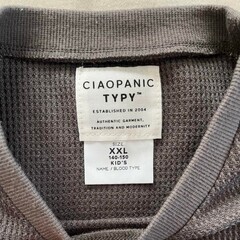 CIAOPANIC
TYPY™
ESTABLISHED IN 2004
AUTHENTIC GARMENT,
TRADITION AND MODERNITY
SIZE
XXL
140-150
KID'S
NAME / BLOOD TYPE